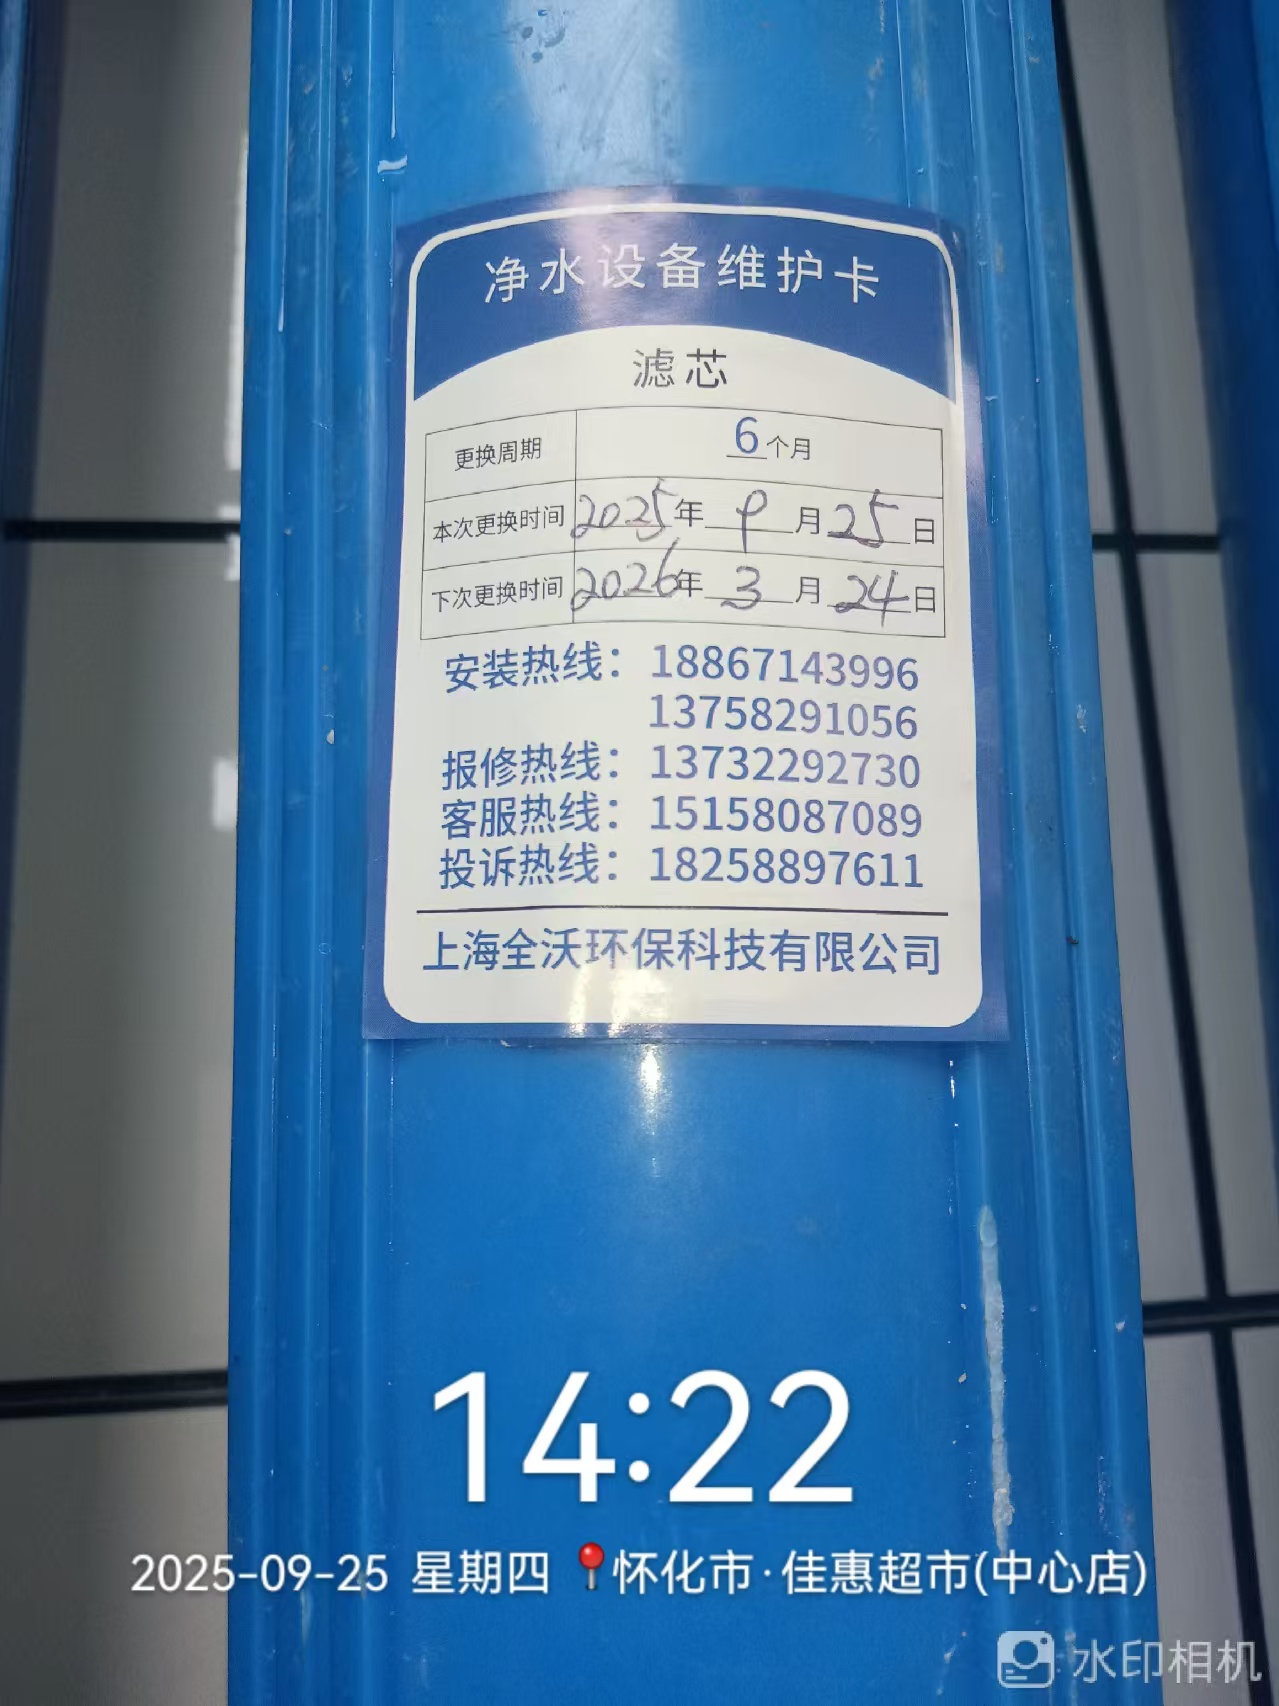 净水设备维护卡
滤芯
更换周期 6个月
本次更换时间 2025年9月25日
下次更换时间 2026年3月24日
安装热线：18867143996
13758291056
报修热线：13732292730
客服热线：15158087089
投诉热线：18258897611
上海全沃环保科技有限公司
14:22
2025-09-25 星期四 怀化市·佳惠超市(中心店)
水印相机